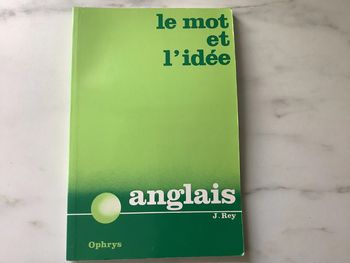 le mot
et
l'idée
anglais
J. Rey
Ophrys